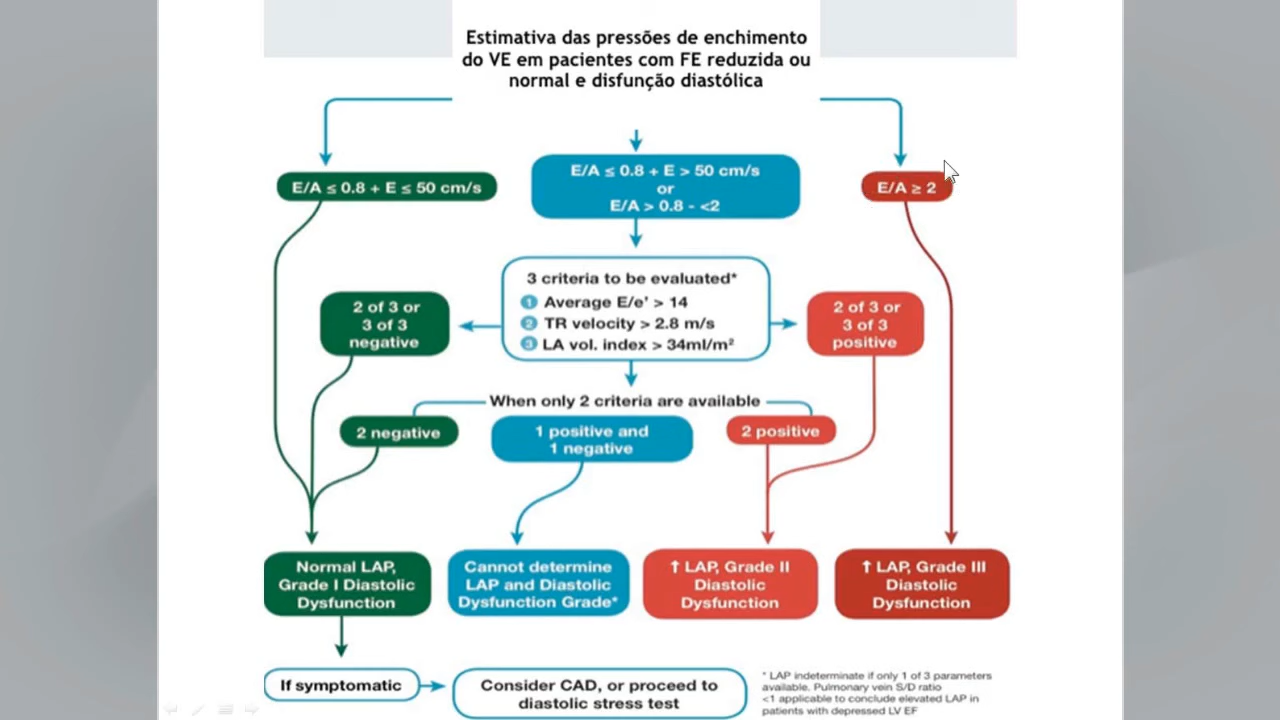 Estimativa das pressões de enchimento
do VE em pacientes com FE reduzida ou
normal e disfunção diastólica
E/A ≤ 0.8 + E ≤ 50 cm/s
E/A ≤ 0.8 + E > 50 cm/s
or
E/A > 0.8 - <2
E/A ≥ 2
3 criteria to be evaluated*
1 Average E/e' > 14
2 TR velocity > 2.8 m/s
3 LA vol. index > 34ml/m²
2 of 3 or
3 of 3
negative
2 of 3 or
3 of 3
positive
When only 2 criteria are available
2 negative
1 positive and
1 negative
2 positive
Normal LAP,
Grade I Diastolic
Dysfunction
Cannot determine
LAP and Diastolic
Dysfunction Grade*
↑ LAP, Grade II
Diastolic
Dysfunction
↑ LAP, Grade III
Diastolic
Dysfunction
If symptomatic
Consider CAD, or proceed to
diastolic stress test
* LAP indeterminate if only 1 of 3 parameters
available. Pulmonary vein S/D ratio
<1 applicable to conclude elevated LAP in
patients with depressed LV EF